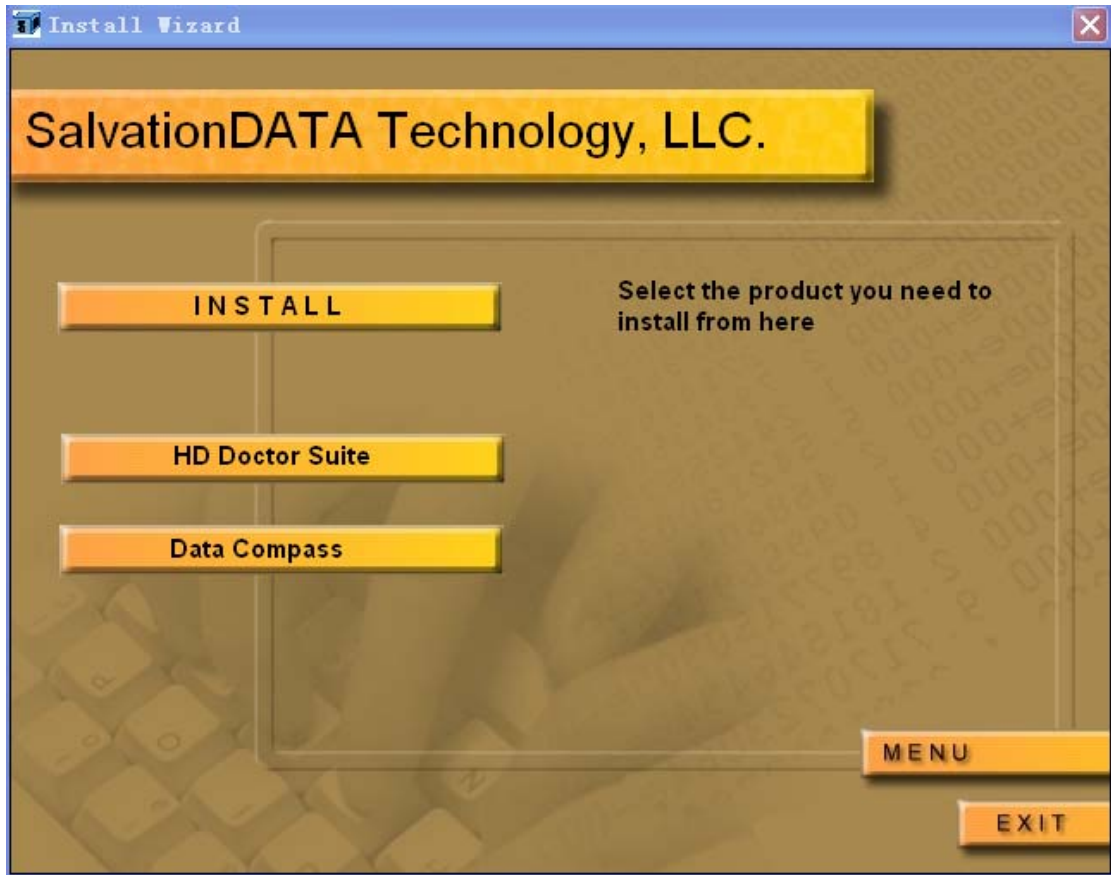 Install Wizard
SalvationDATA Technology, LLC.
INSTALL
Select the product you need to
install from here
HD Doctor Suite
Data Compass
MENU
EXIT